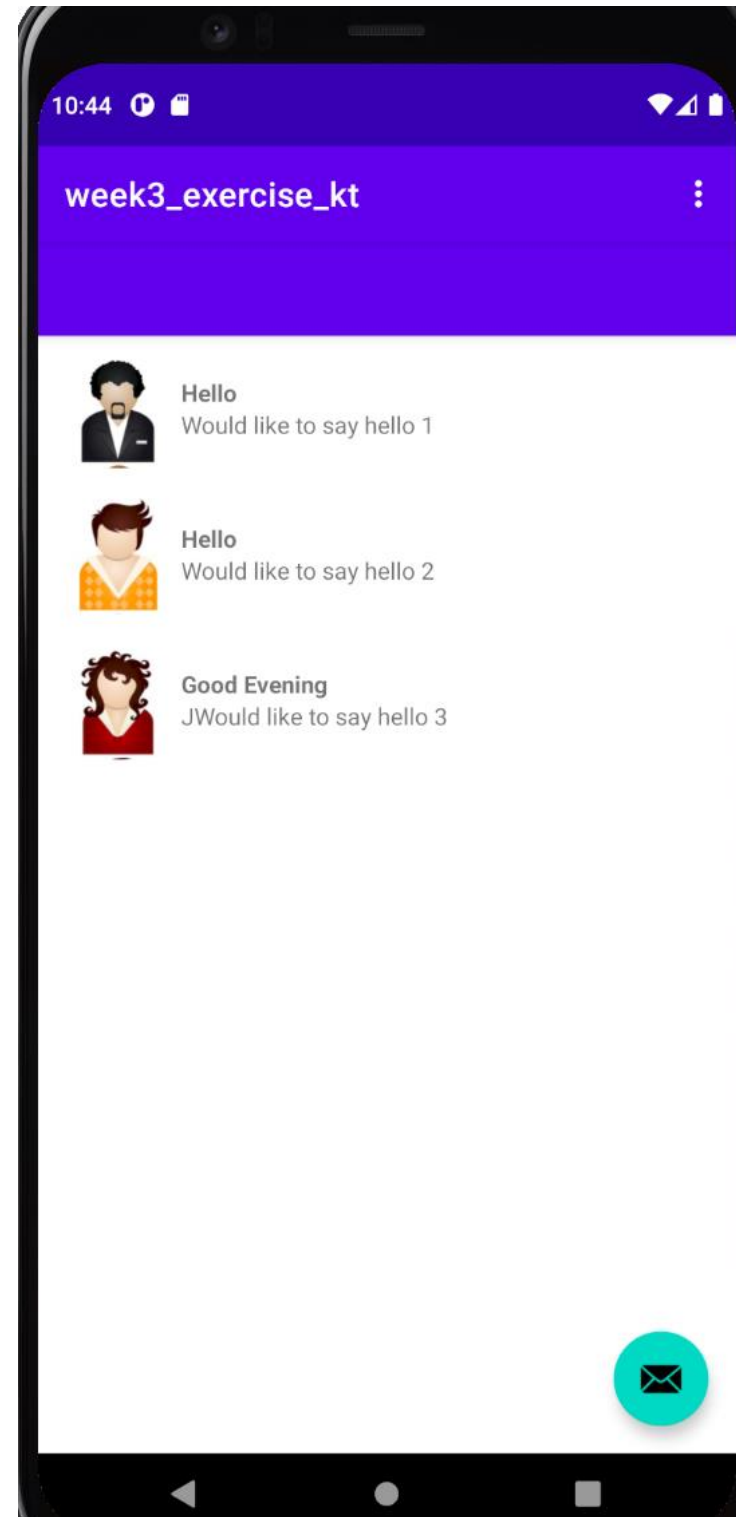 10:44
week3_exercise_kt
Hello
Would like to say hello 1
Hello
Would like to say hello 2
Good Evening
JWould like to say hello 3